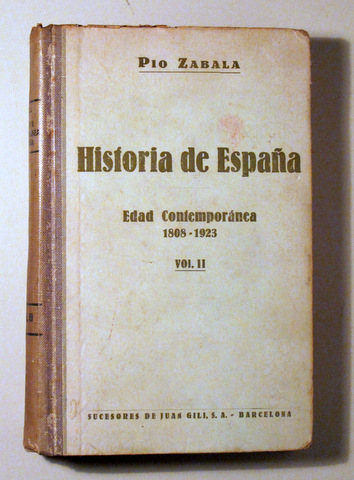 Pio Zabala
Historia de España
Edad Contemporánea
1808 - 1923
VOL. II
SUCESORES DE JUAN GILI, S. A. - BARCELONA